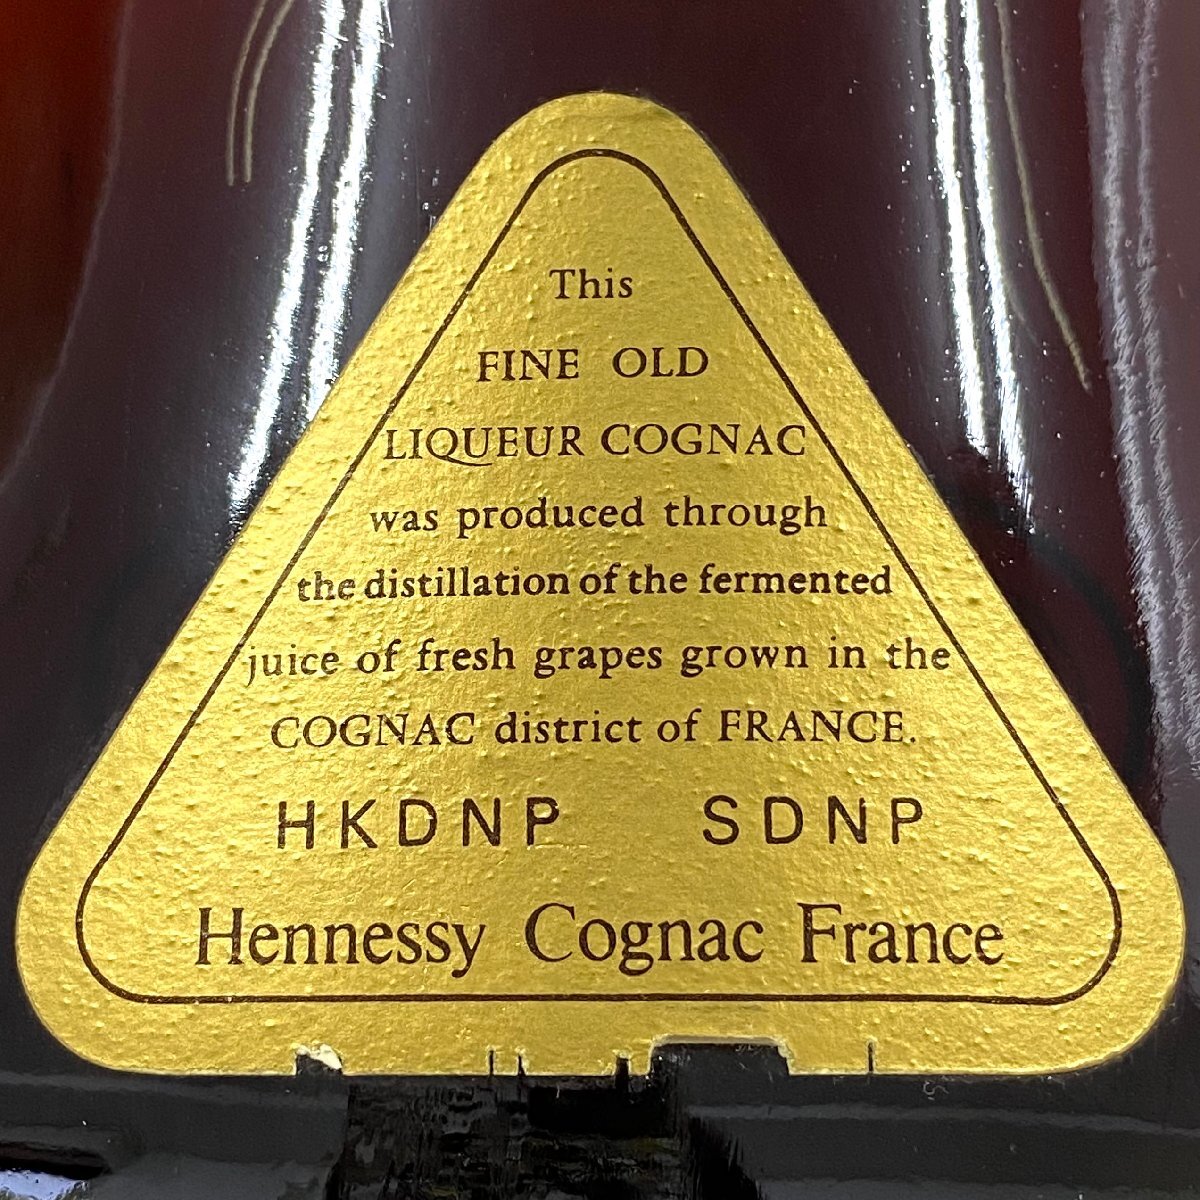 This
FINE OLD
LIQUEUR COGNAC
was produced through
the distillation of the fermented
juice of fresh grapes grown in the
COGNAC district of FRANCE.
HKDNP SDNP
Hennessy Cognac France